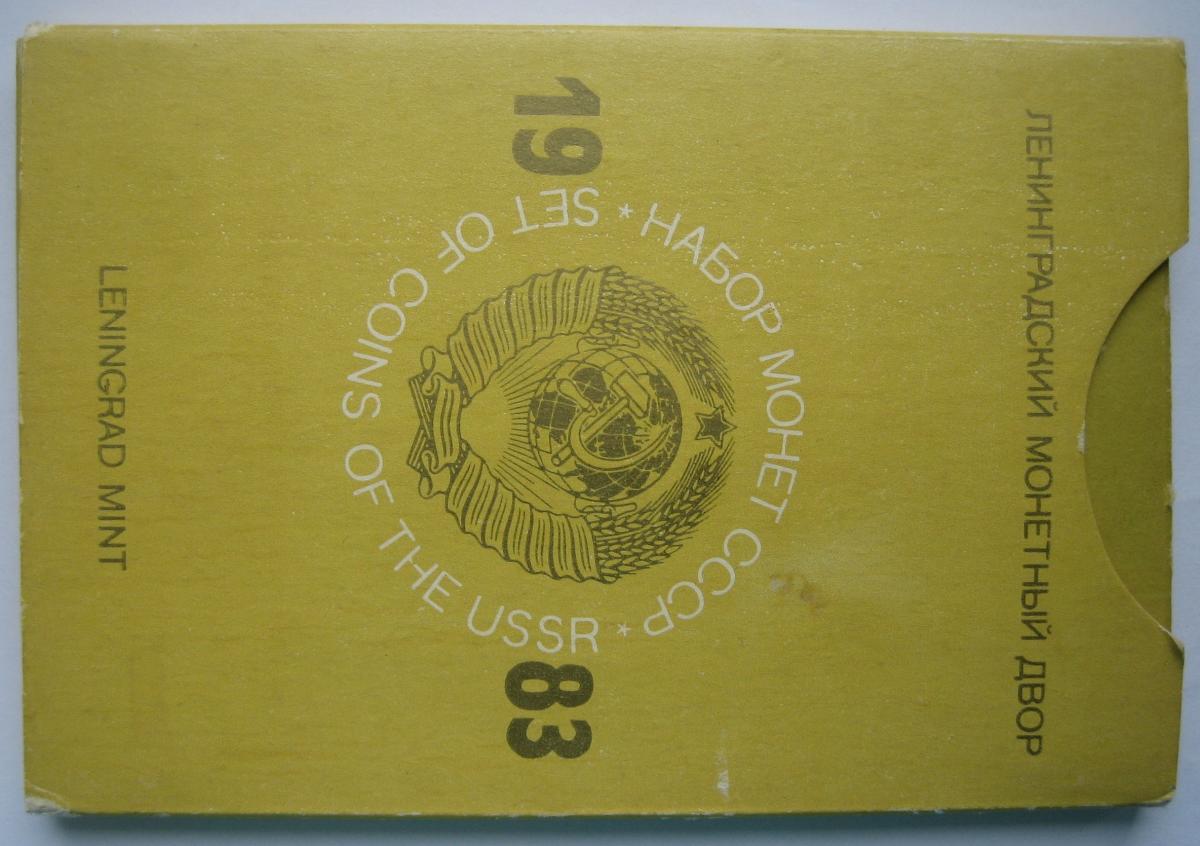 ЛЕНИНГРАДСКИЙ МОНЕТНЫЙ ДВОР
НАБОР МОНЕТ СССР
19 83
* SET OF COINS OF THE USSR *
LENINGRAD MINT